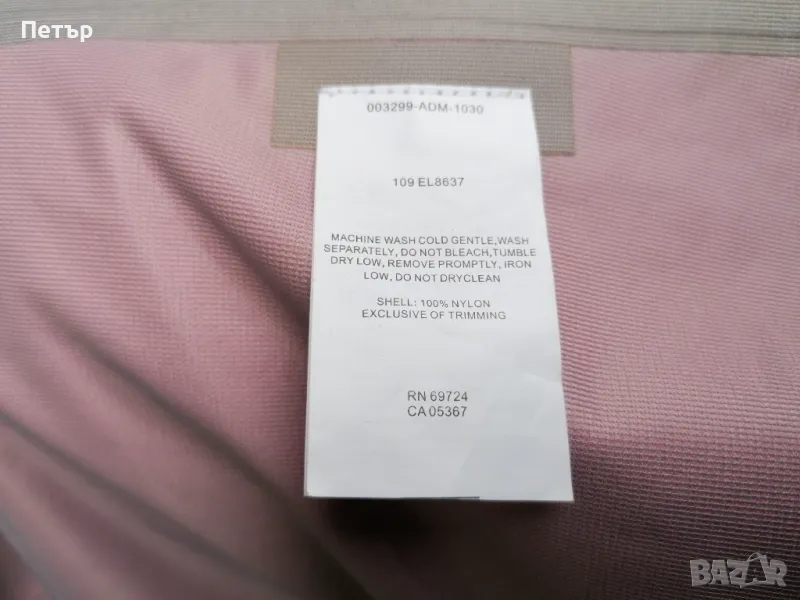 Петър
003299-ADM-1030
109 EL8637
MACHINE WASH COLD GENTLE,WASH
SEPARATELY, DO NOT BLEACH,TUMBLE
DRY LOW, REMOVE PROMPTLY, IRON
LOW, DO NOT DRYCLEAN
SHELL: 100% NYLON
EXCLUSIVE OF TRIMMING
RN 69724
CA 05367
BAZAR